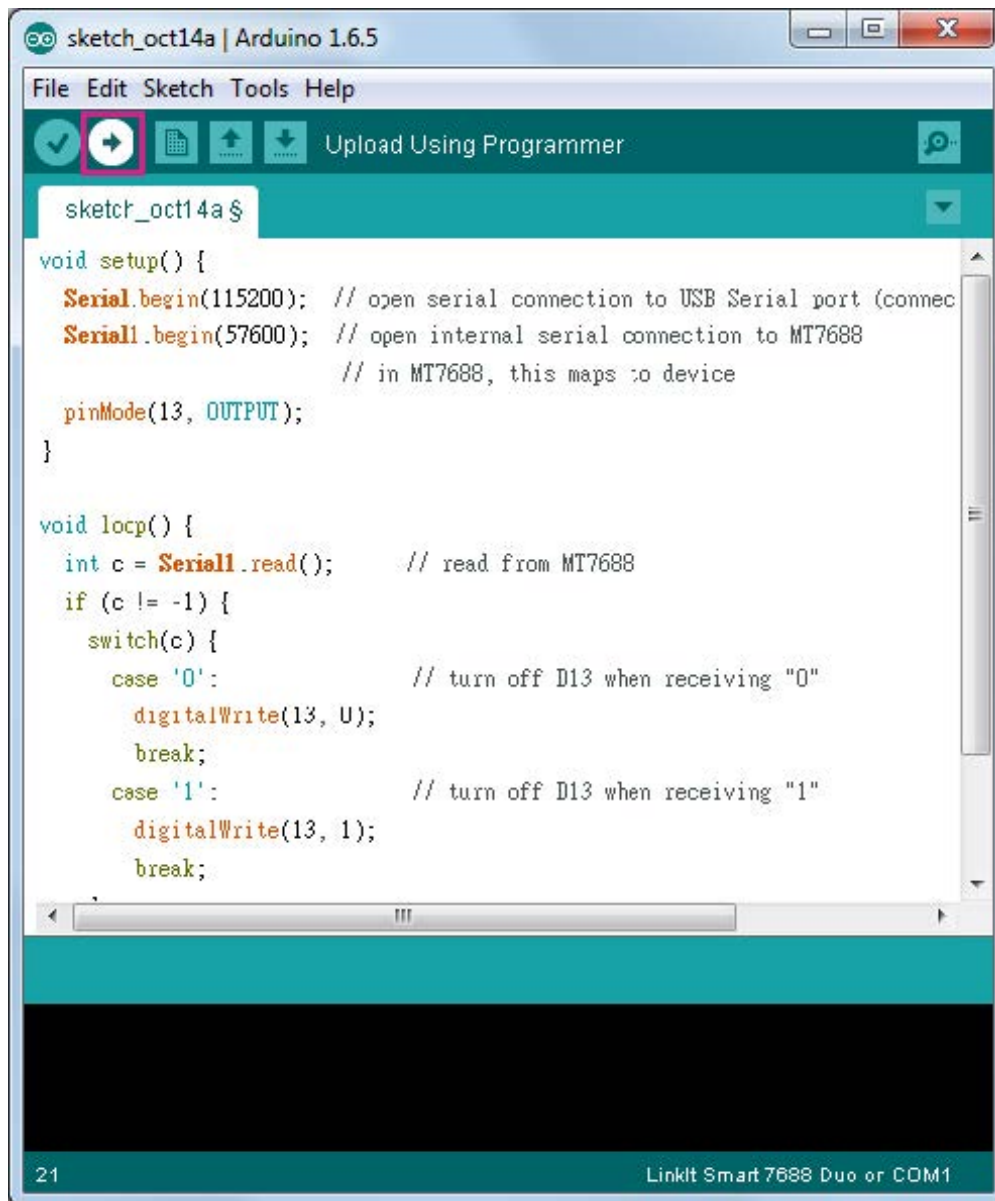 sketch_oct14a | Arduino 1.6.5
File Edit Sketch Tools Help
Upload Using Programmer
sketch_oct14a §
void setup() {
Serial.begin(115200); // open serial connection to USB Serial port (connec
Serial1.begin(57600); // open internal serial connection to MT7688
// in MT7688, this maps to device
pinMode(13, OUTPUT);
}
void loop() {
int c = Serial1.read(); // read from MT7688
if (c != -1) {
switch(c) {
case '0': // turn off D13 when receiving "0"
digitalWrite(13, 0);
break;
case '1': // turn off D13 when receiving "1"
digitalWrite(13, 1);
break;
21 LinkIt Smart 7688 Duo or COM1